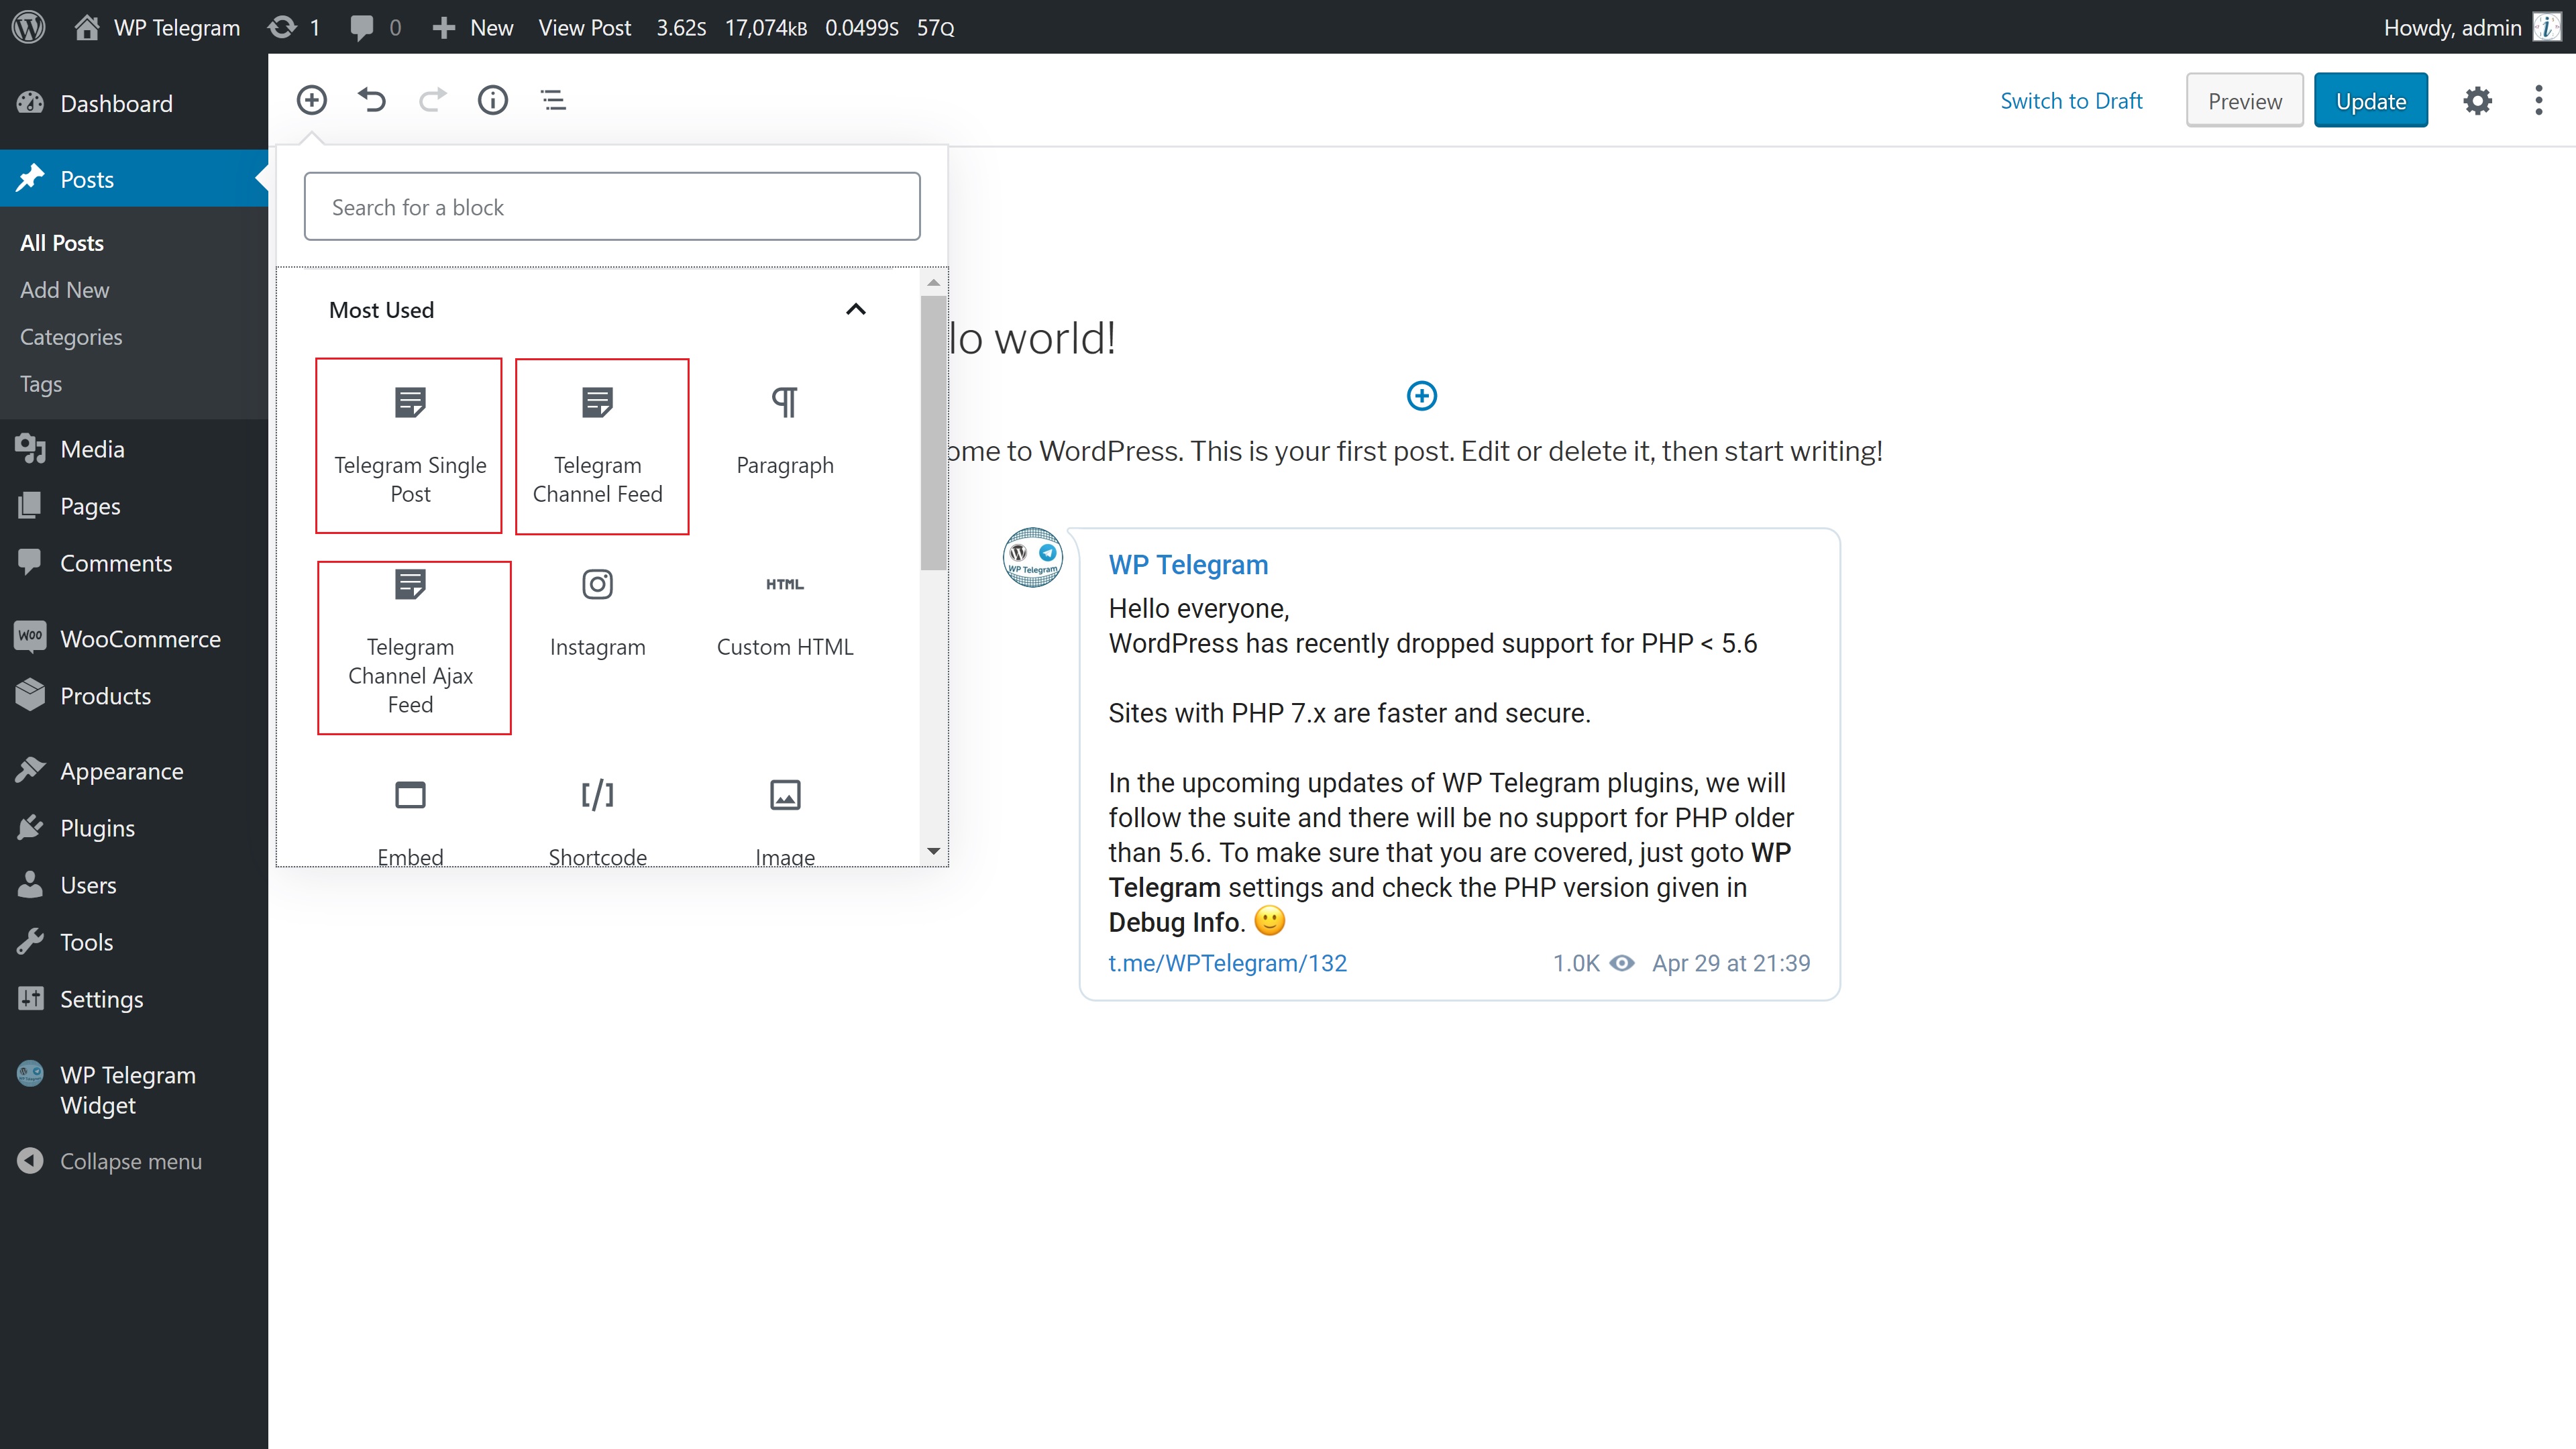 WP Telegram 1 0 New View Post 3.62S 17,074KB 0.0499S 57Q Howdy, admin
Dashboard
Posts
All Posts
Add New
Categories
Tags
Media
Pages
Comments
Woo WooCommerce
Products
Appearance
Plugins
Users
Tools
Settings
WP Telegram
Widget
Collapse menu
Switch to Draft Preview Update
Search for a block
Most Used
Telegram Single
Post
Telegram
Channel Feed
Paragraph
Telegram
Channel Ajax
Feed
Instagram
HTML
Custom HTML
[/]
Embed Shortcode Image
lo world!
ome to WordPress. This is your first post. Edit or delete it, then start writing!
WP Telegram
WP Telegram
Hello everyone,
WordPress has recently dropped support for PHP < 5.6
Sites with PHP 7.x are faster and secure.
In the upcoming updates of WP Telegram plugins, we will
follow the suite and there will be no support for PHP older
than 5.6. To make sure that you are covered, just goto WP
Telegram settings and check the PHP version given in
Debug Info. 🙂
t.me/WPTelegram/132 1.0K Apr 29 at 21:39